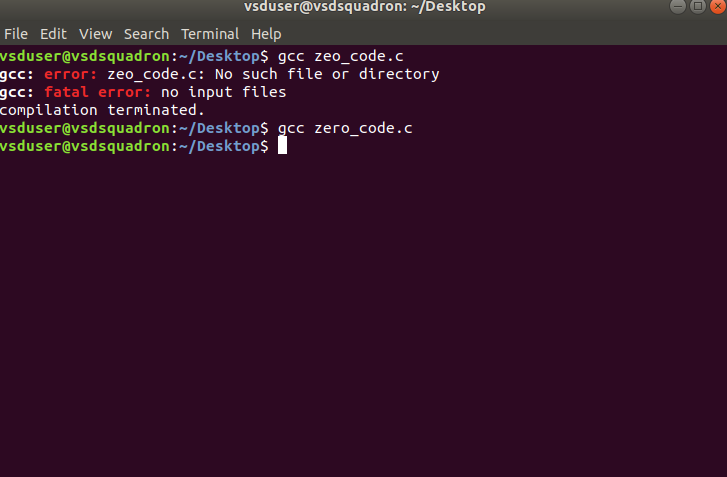 vsduser@vsdsquadron: ~/Desktop
File Edit View Search Terminal Help
vsduser@vsdsquadron:~/Desktop$ gcc zeo_code.c
gcc: error: zeo_code.c: No such file or directory
gcc: fatal error: no input files
compilation terminated.
vsduser@vsdsquadron:~/Desktop$ gcc zero_code.c
vsduser@vsdsquadron:~/Desktop$